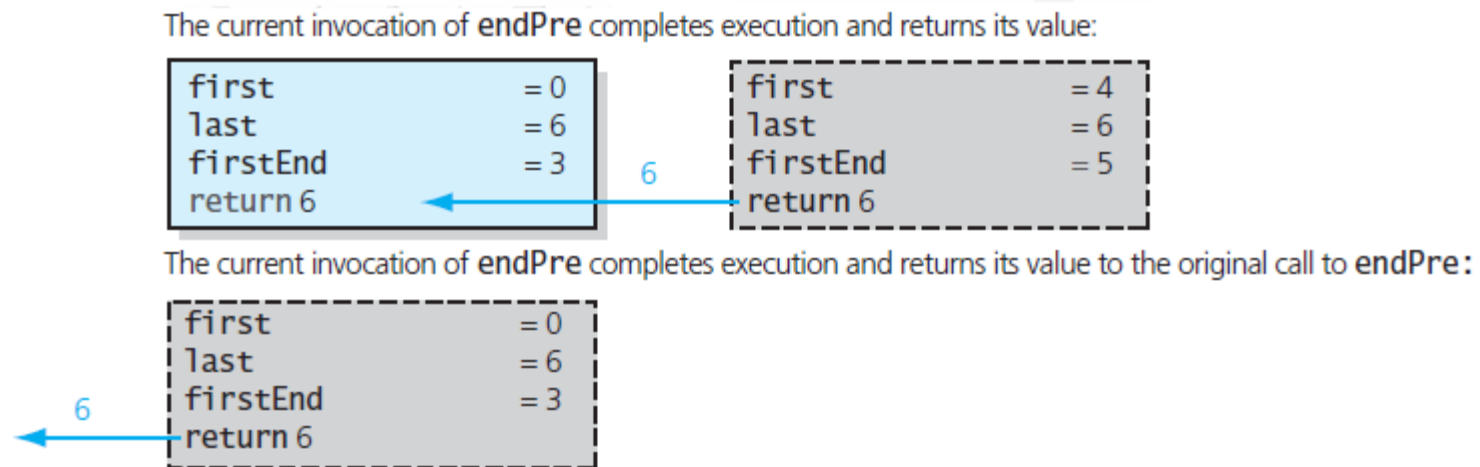 The current invocation of endPre completes execution and returns its value:
first = 0
last = 6
firstEnd = 3
return 6
6
first = 4
last = 6
firstEnd = 5
return 6
The current invocation of endPre completes execution and returns its value to the original call to endPre:
first = 0
last = 6
firstEnd = 3
return 6
6